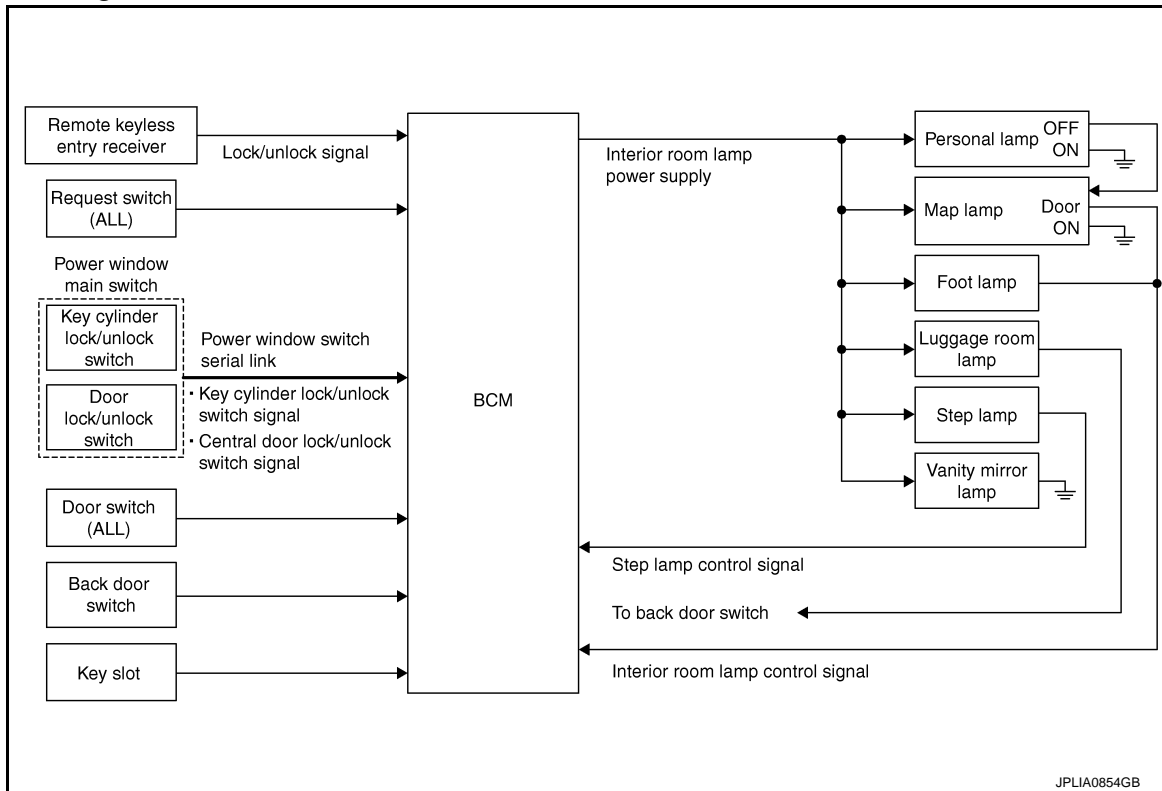 Remote keyless
entry receiver
Lock/unlock signal
Request switch
(ALL)
Power window
main switch
Key cylinder
lock/unlock
switch
Door
lock/unlock
switch
Power window switch
serial link
· Key cylinder lock/unlock
switch signal
· Central door lock/unlock
switch signal
Door switch
(ALL)
Back door
switch
Key slot
BCM
Interior room lamp
power supply
Personal lamp
OFF
ON
Map lamp
Door
ON
Foot lamp
Luggage room
lamp
Step lamp
Vanity mirror
lamp
Step lamp control signal
To back door switch
Interior room lamp control signal
JPLIA0854GB